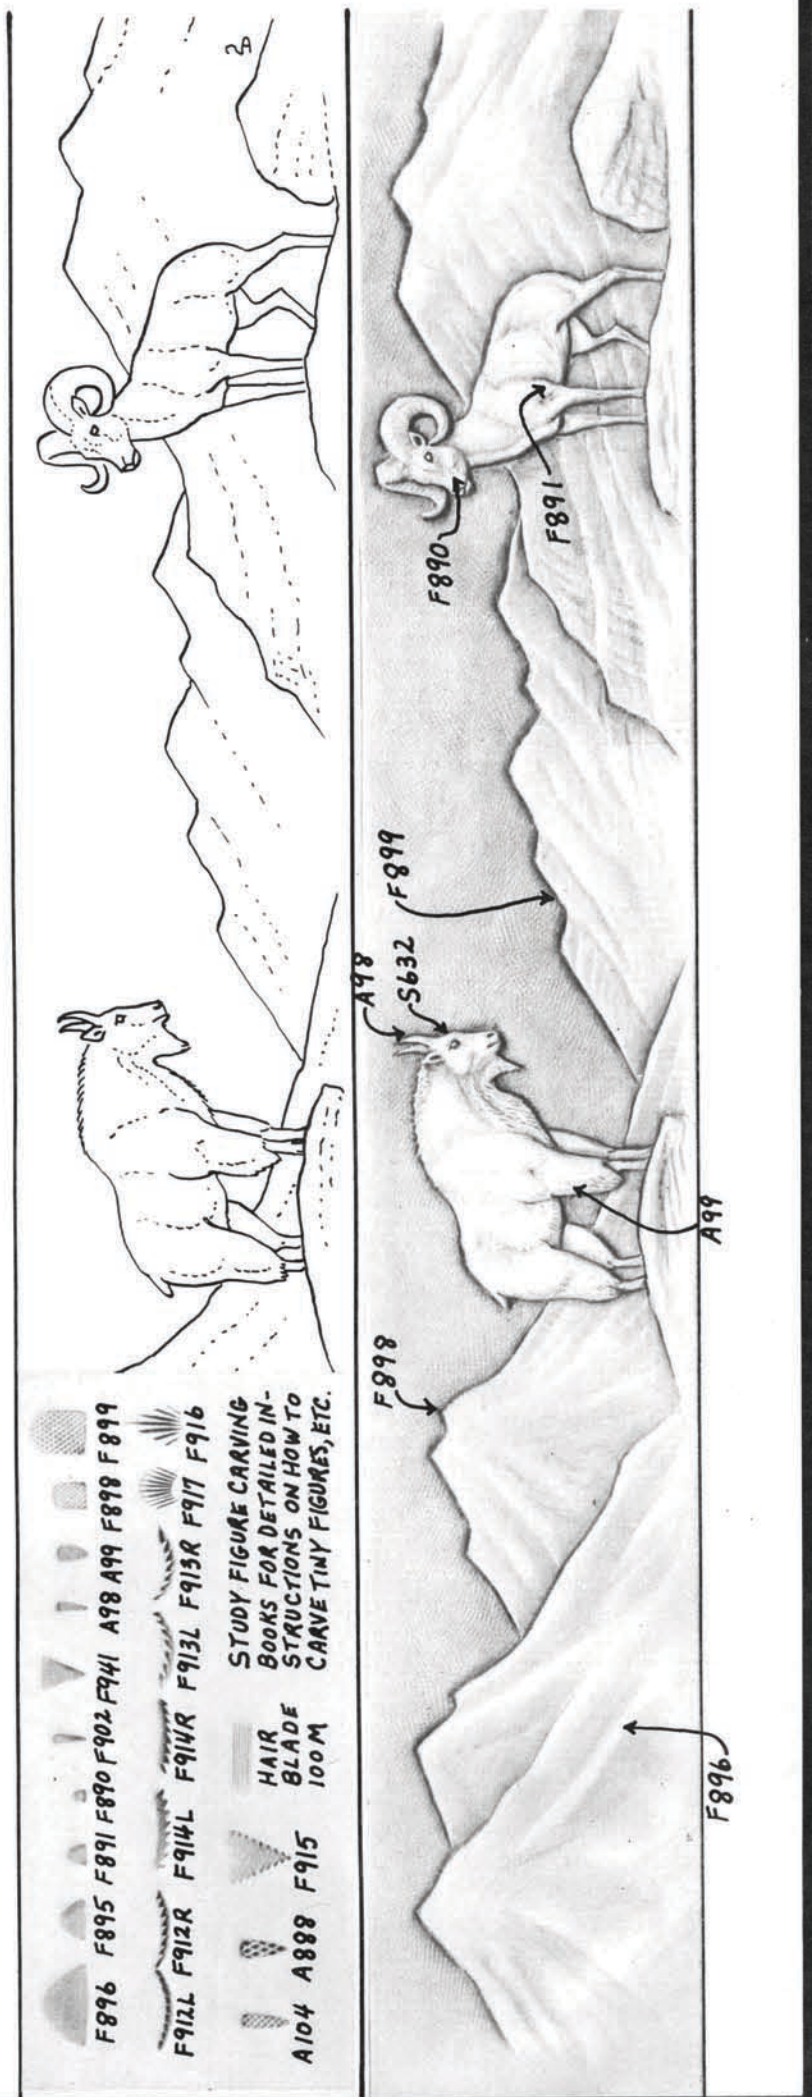 F896 F895 F891 F890 F902 F941 A98 A99 F898 F899
F912L F912R F914L F914R F913L F913R F917 F916
A104 A888 F915
HAIR
BLADE
100M
STUDY FIGURE CARVING
BOOKS FOR DETAILED IN-
STRUCTIONS ON HOW TO
CARVE TINY FIGURES, ETC.
A98
F898
S632
F899
F890
F891
A99
F896